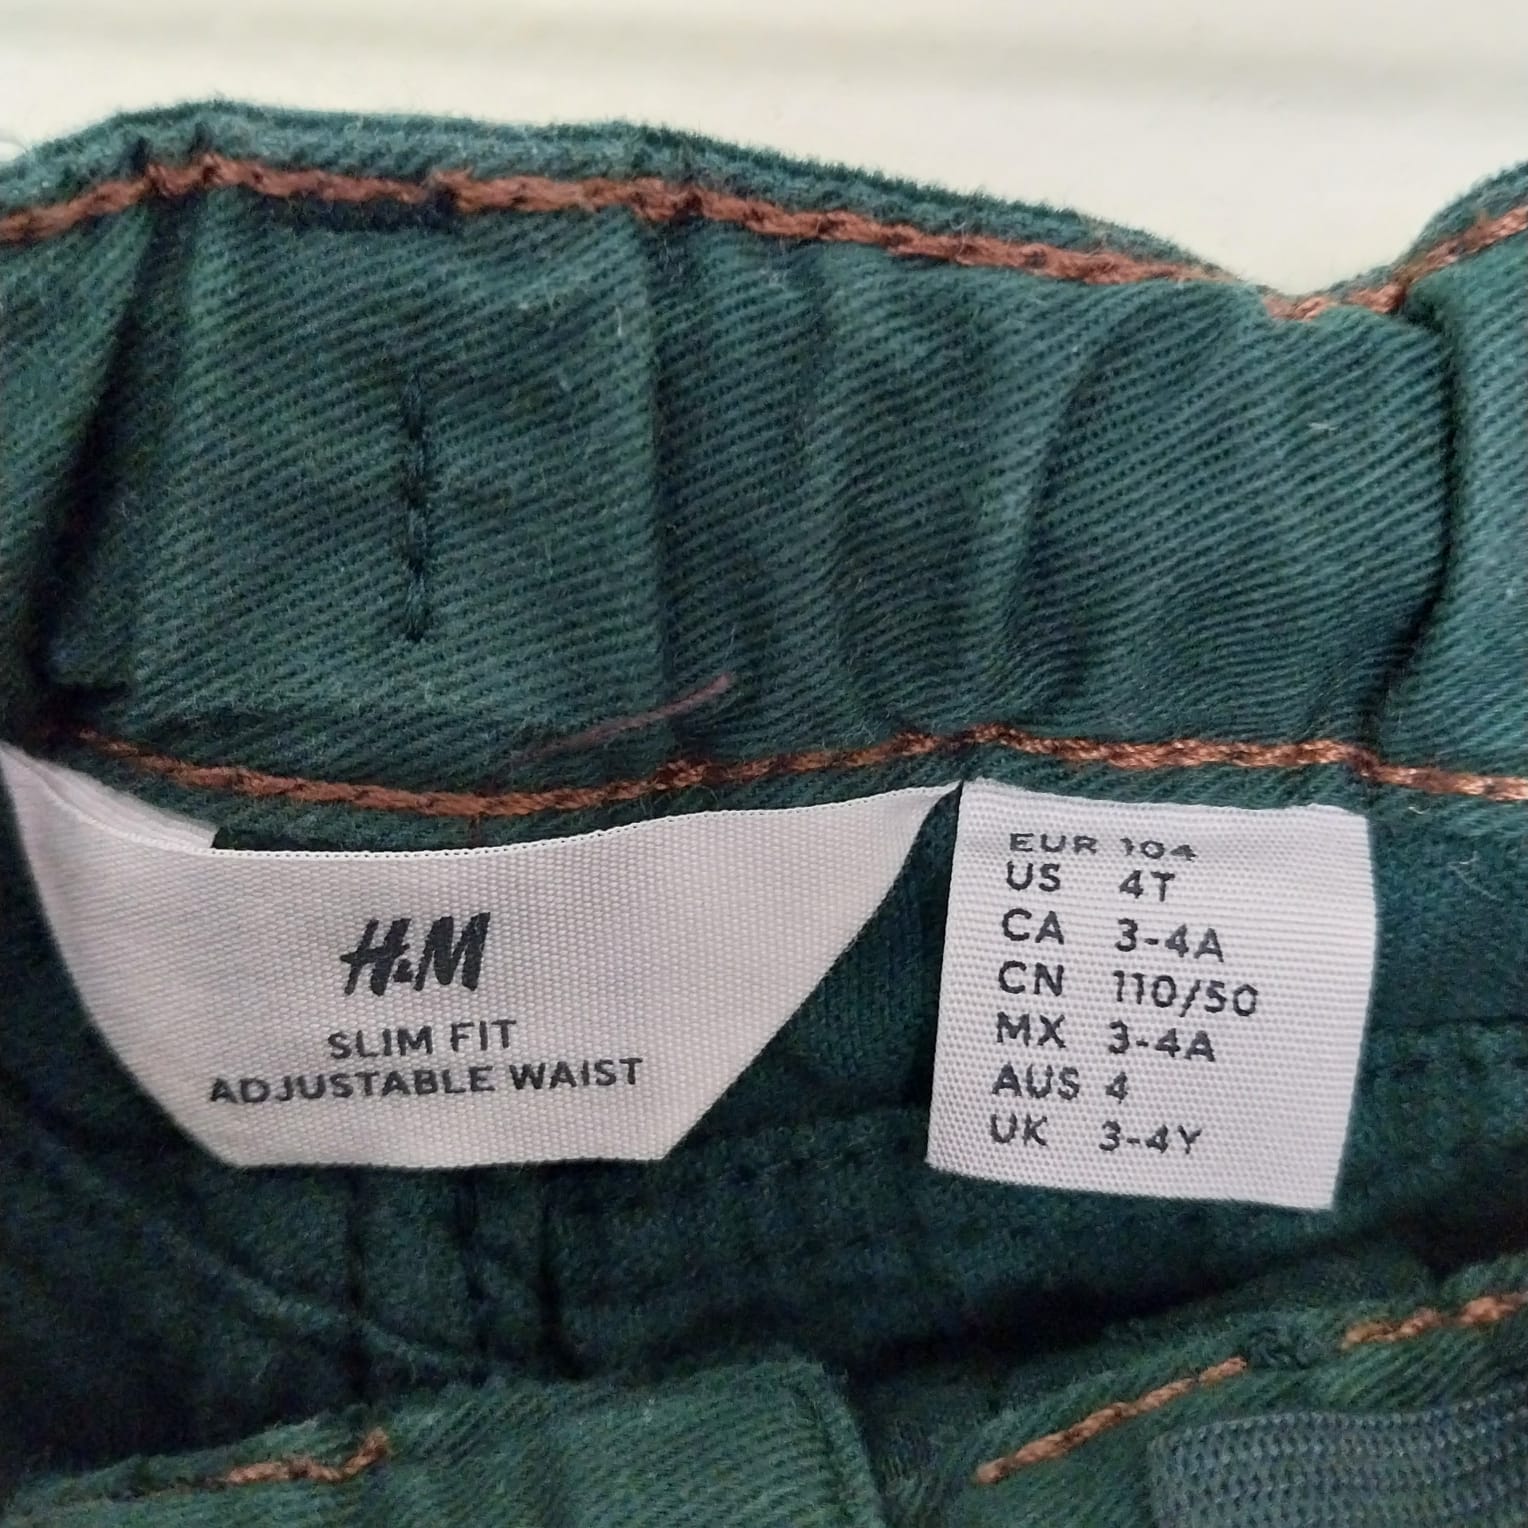 H&M
SLIM FIT
ADJUSTABLE WAIST
EUR 104
US 4T
CA 3-4A
CN 110/50
MX 3-4A
AUS 4
UK 3-4Y